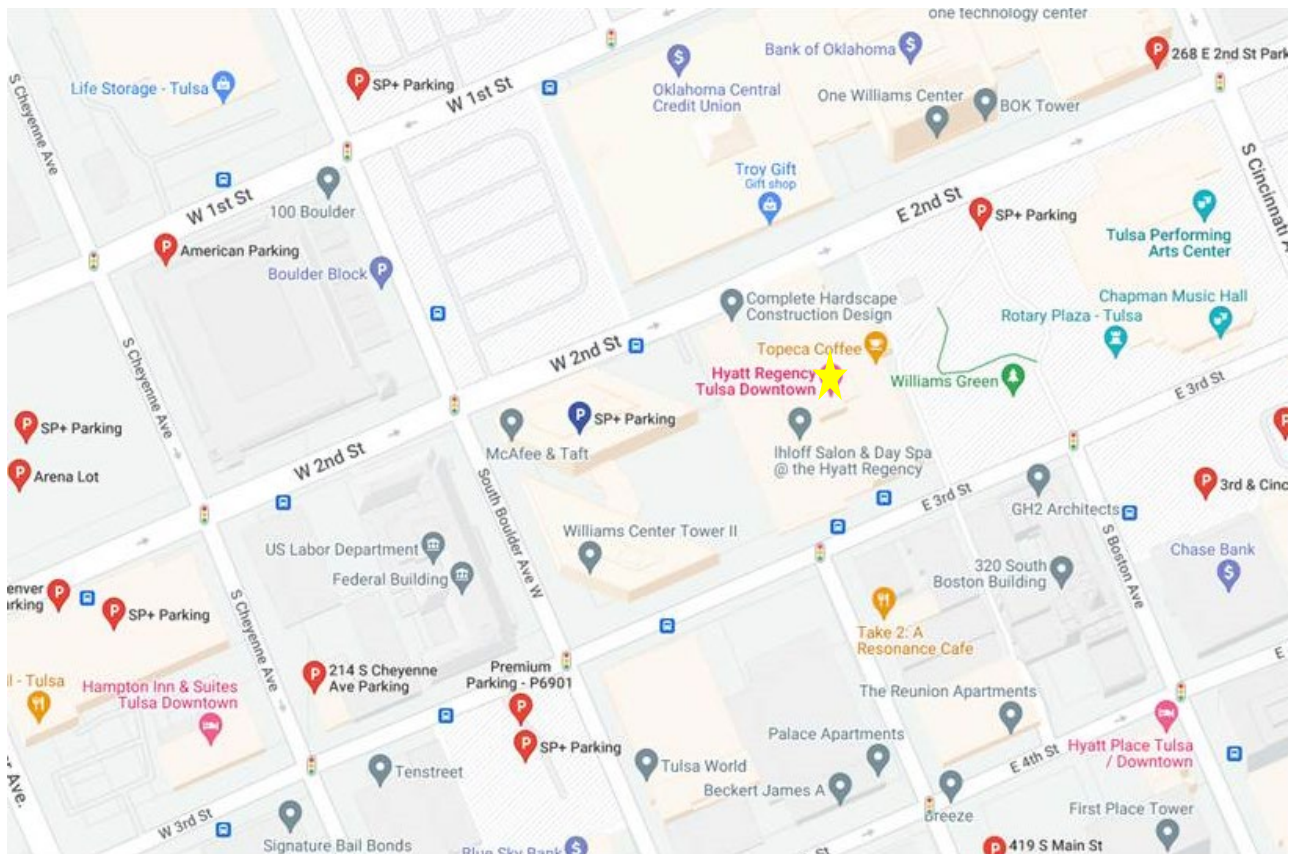 one technology center
Bank of Oklahoma
268 E 2nd St Park
Life Storage - Tulsa
SP+ Parking
W 1st St
Oklahoma Central
Credit Union
One Williams Center
BOK Tower
S Cheyenne Ave
Troy Gift
Gift shop
S Cincinnati A
W 1st St
100 Boulder
E 2nd St
SP+ Parking
Tulsa Performing
Arts Center
American Parking
Boulder Block
Complete Hardscape
Construction Design
Chapman Music Hall
Rotary Plaza - Tulsa
S Cheyenne Ave
W 2nd St
Topeca Coffee
Hyatt Regency
Tulsa Downtown
Williams Green
E 3rd St
SP+ Parking
SP+ Parking
McAfee & Taft
Ihloff Salon & Day Spa
@ the Hyatt Regency
Arena Lot
W 2nd St
South Boulder Ave W
E 3rd St
3rd & Cinc
GH2 Architects
Williams Center Tower II
US Labor Department
Federal Building
S Boston Ave
Chase Bank
320 South
Boston Building
enver
rking
SP+ Parking
S Cheyenne Ave
Take 2: A
Resonance Cafe
E
214 S Cheyenne
Ave Parking
Premium
Parking - P6901
l - Tulsa
Hampton Inn & Suites
Tulsa Downtown
The Reunion Apartments
SP+ Parking
Palace Apartments
Hyatt Place Tulsa
/ Downtown
E 4th St
Tenstreet
Tulsa World
Beckert James A
r Ave.
W 3rd St
Breeze
First Place Tower
Signature Bail Bonds
Blue Sky Bank
St
419 S Main St